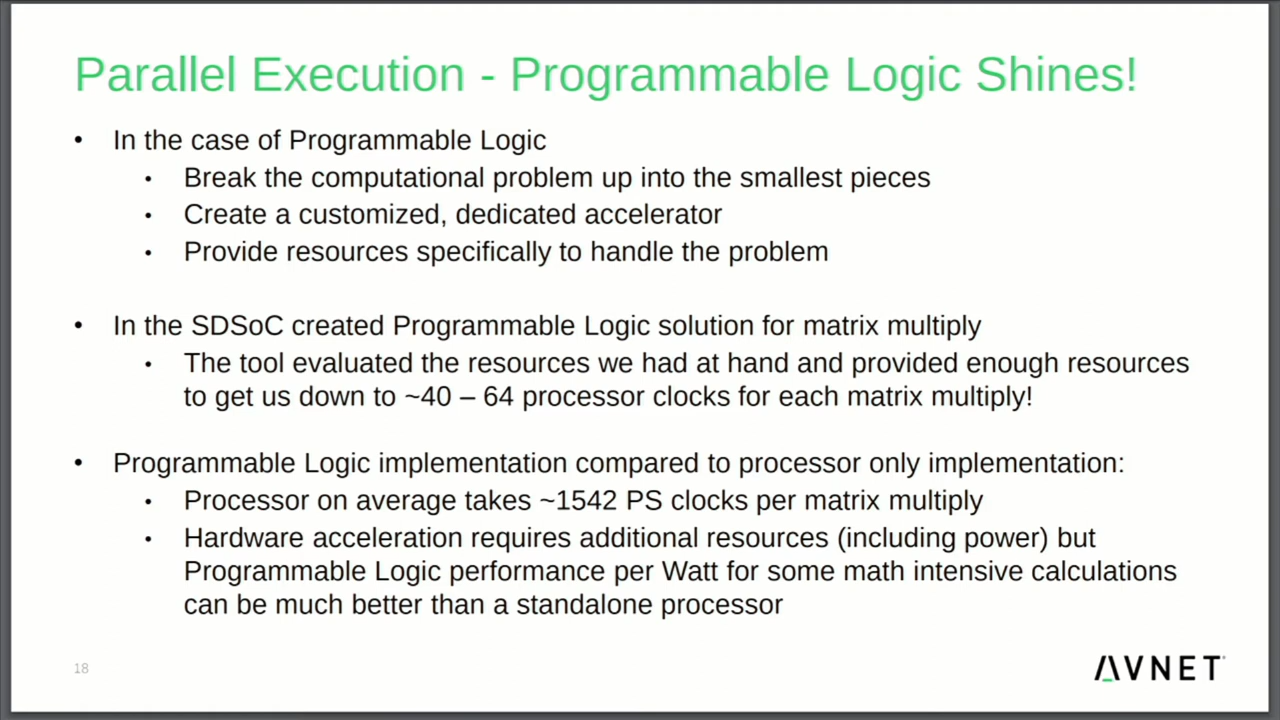 Parallel Execution - Programmable Logic Shines!
• In the case of Programmable Logic
• Break the computational problem up into the smallest pieces
• Create a customized, dedicated accelerator
• Provide resources specifically to handle the problem
• In the SDSoC created Programmable Logic solution for matrix multiply
• The tool evaluated the resources we had at hand and provided enough resources
to get us down to ~40 – 64 processor clocks for each matrix multiply!
• Programmable Logic implementation compared to processor only implementation:
• Processor on average takes ~1542 PS clocks per matrix multiply
• Hardware acceleration requires additional resources (including power) but
Programmable Logic performance per Watt for some math intensive calculations
can be much better than a standalone processor
18
AVNET